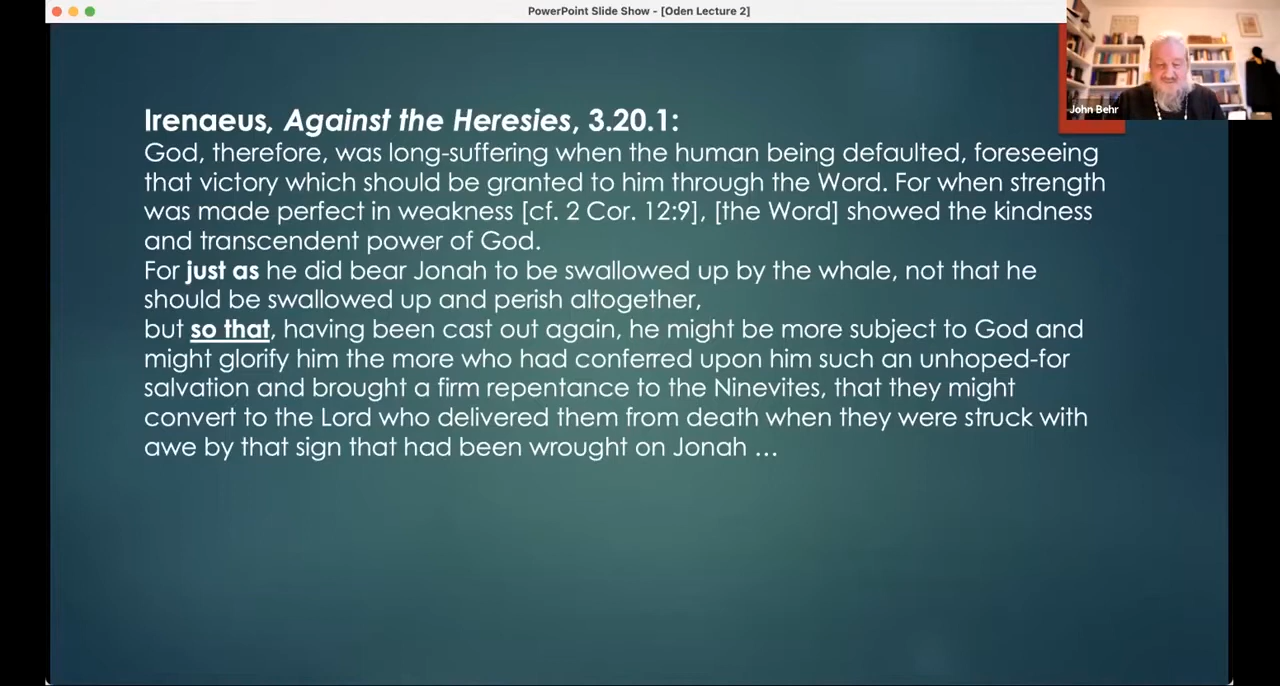 PowerPoint Slide Show - [Oden Lecture 2]
John Behr
Irenaeus, Against the Heresies, 3.20.1:
God, therefore, was long-suffering when the human being defaulted, foreseeing
that victory which should be granted to him through the Word. For when strength
was made perfect in weakness [cf. 2 Cor. 12:9], [the Word] showed the kindness
and transcendent power of God.
For just as he did bear Jonah to be swallowed up by the whale, not that he
should be swallowed up and perish altogether,
but so that, having been cast out again, he might be more subject to God and
might glorify him the more who had conferred upon him such an unhoped-for
salvation and brought a firm repentance to the Ninevites, that they might
convert to the Lord who delivered them from death when they were struck with
awe by that sign that had been wrought on Jonah …